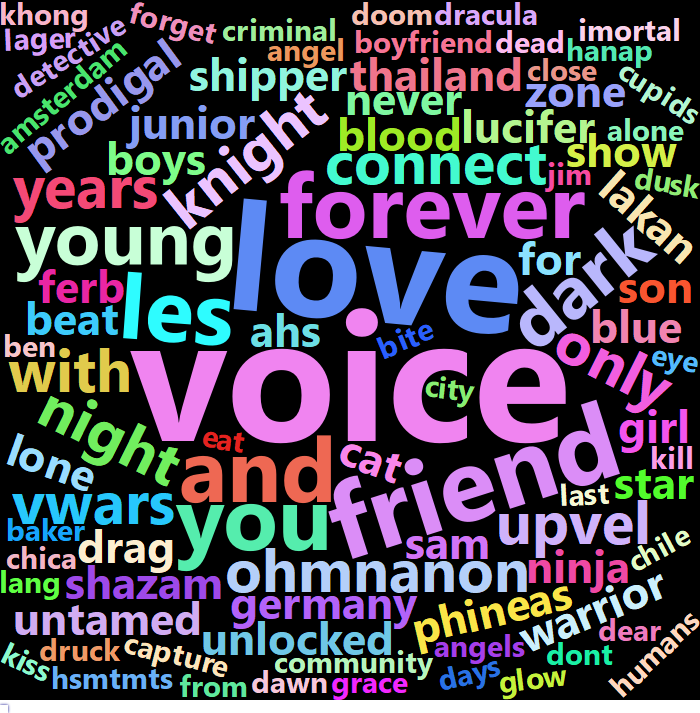 khong
forget
criminal
doom
dracula
imortal
lager
detective
angel
boyfriend
dead
hanap
amsterdam
prodigal
shipper
thailand
close
cupids
never
zone
junior
knight
blood
lucifer
alone
boys
connect
show
years
jim
dusk
forever
lakan
young
love
dark
for
ferb
les
son
beat
ahs
bite
blue
ben
voice
only
eye
with
city
night
eat
cat
girl
lone
and
friend
kill
vwars
you
last
star
baker
drag
upvel
chica
sam
chile
lang
shazam
ohmnanon
ninja
germany
phineas
warrior
untamed
unlocked
dear
druck
capture
angels
dont
humans
kiss
community
hsmtmts
from
dawn
grace
days
glow